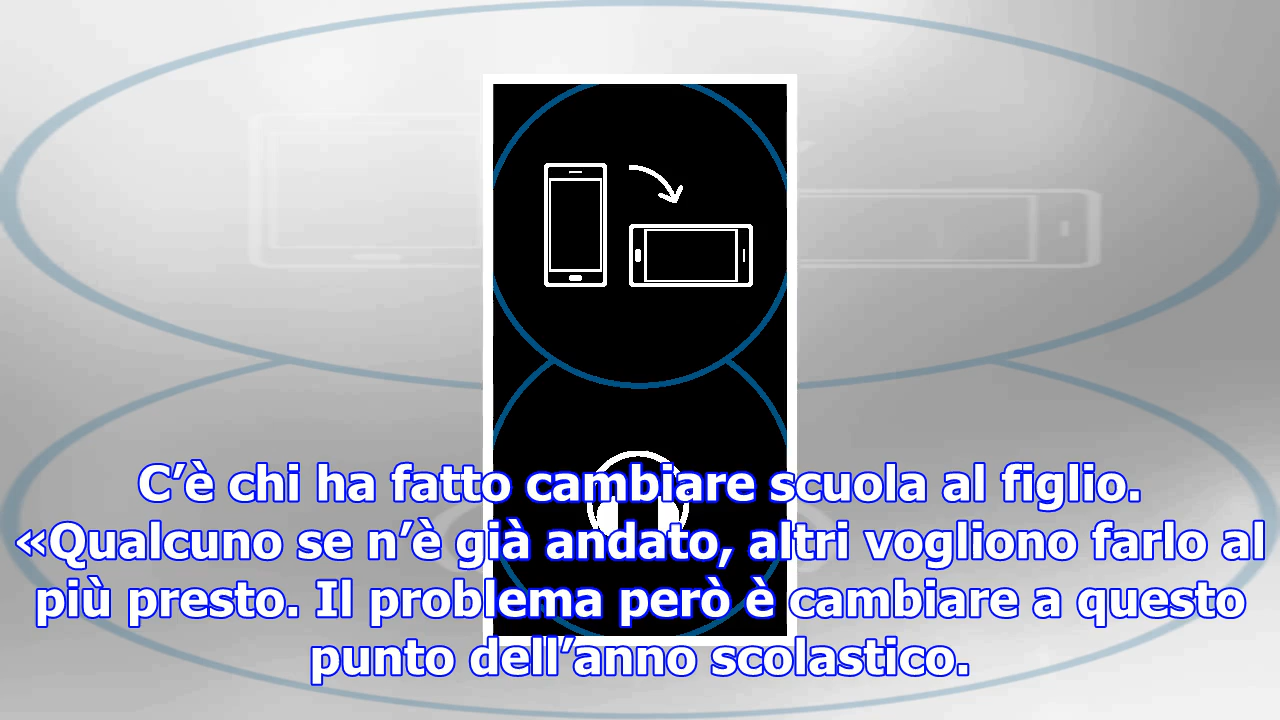 C’è chi ha fatto cambiare scuola al figlio.
«Qualcuno se n’è già andato, altri vogliono farlo al
più presto. Il problema però è cambiare a questo
punto dell’anno scolastico.